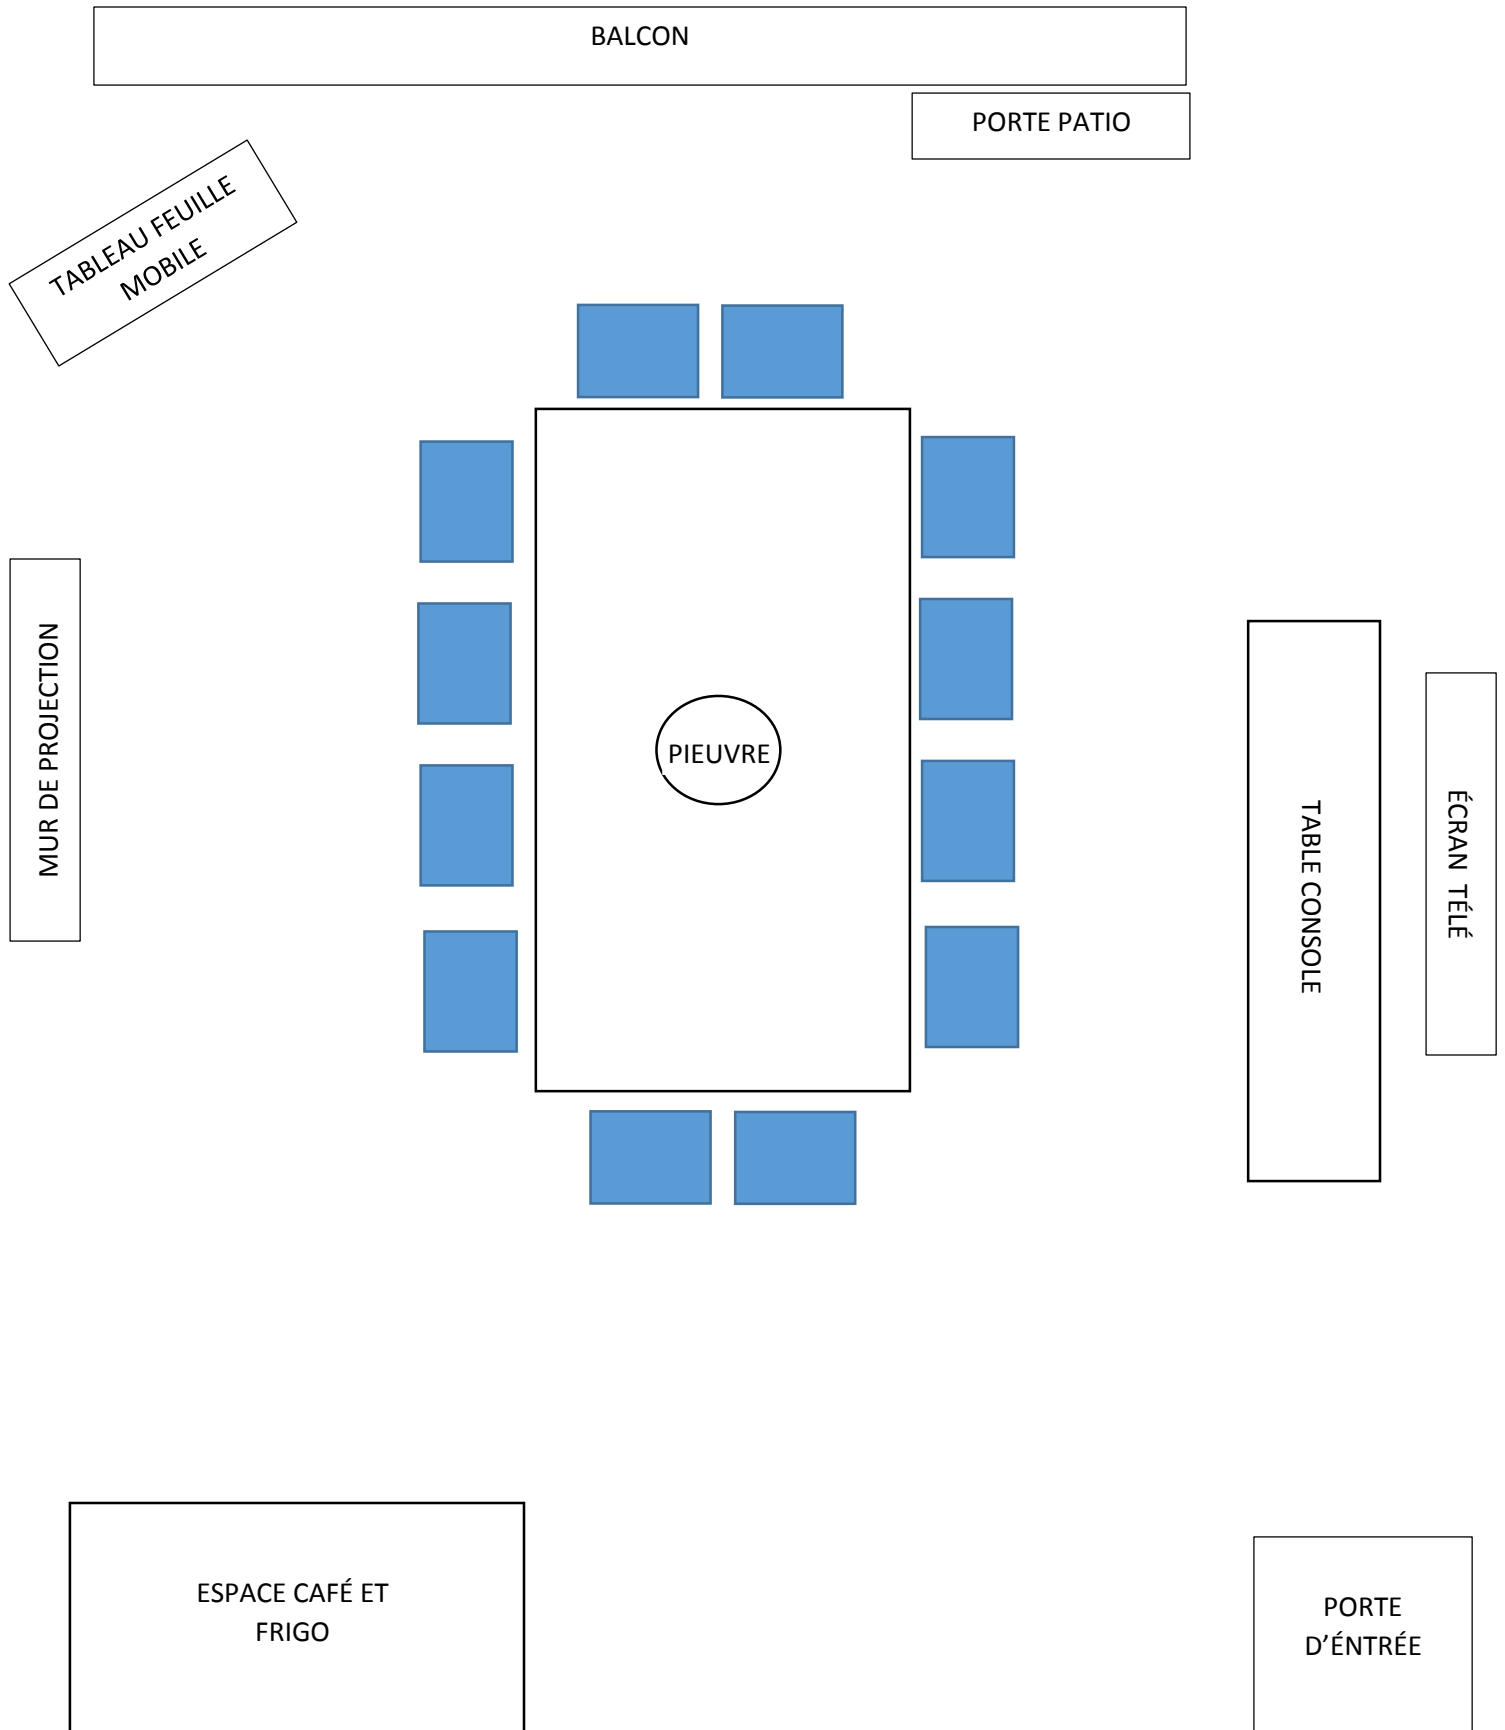 BALCON
PORTE PATIO
TABLEAU FEUILLE
MOBILE
MUR DE PROJECTION
PIEUVRE
TABLE CONSOLE
ÉCRAN  TÉLÉ
ESPACE CAFÉ ET
FRIGO
PORTE
D’ÉNTRÉE